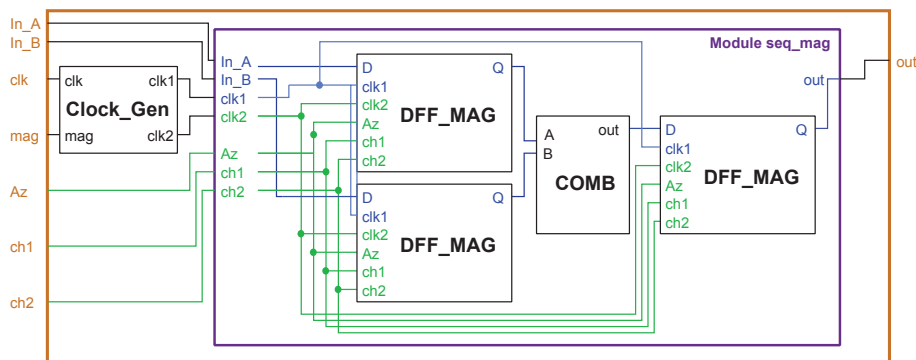 In_A
In_B
clk
mag
Az
ch1
ch2
clk
clk1
Clock_Gen
mag
clk2
Module seq_mag
In_A
In_B
clk1
clk2
Az
ch1
ch2
D
Q
clk1
clk2
DFF_MAG
Az
ch1
ch2
D
Q
clk1
clk2
DFF_MAG
Az
ch1
ch2
out
A
B
COMB
D
Q
clk1
clk2
DFF_MAG
Az
ch1
ch2
out
out